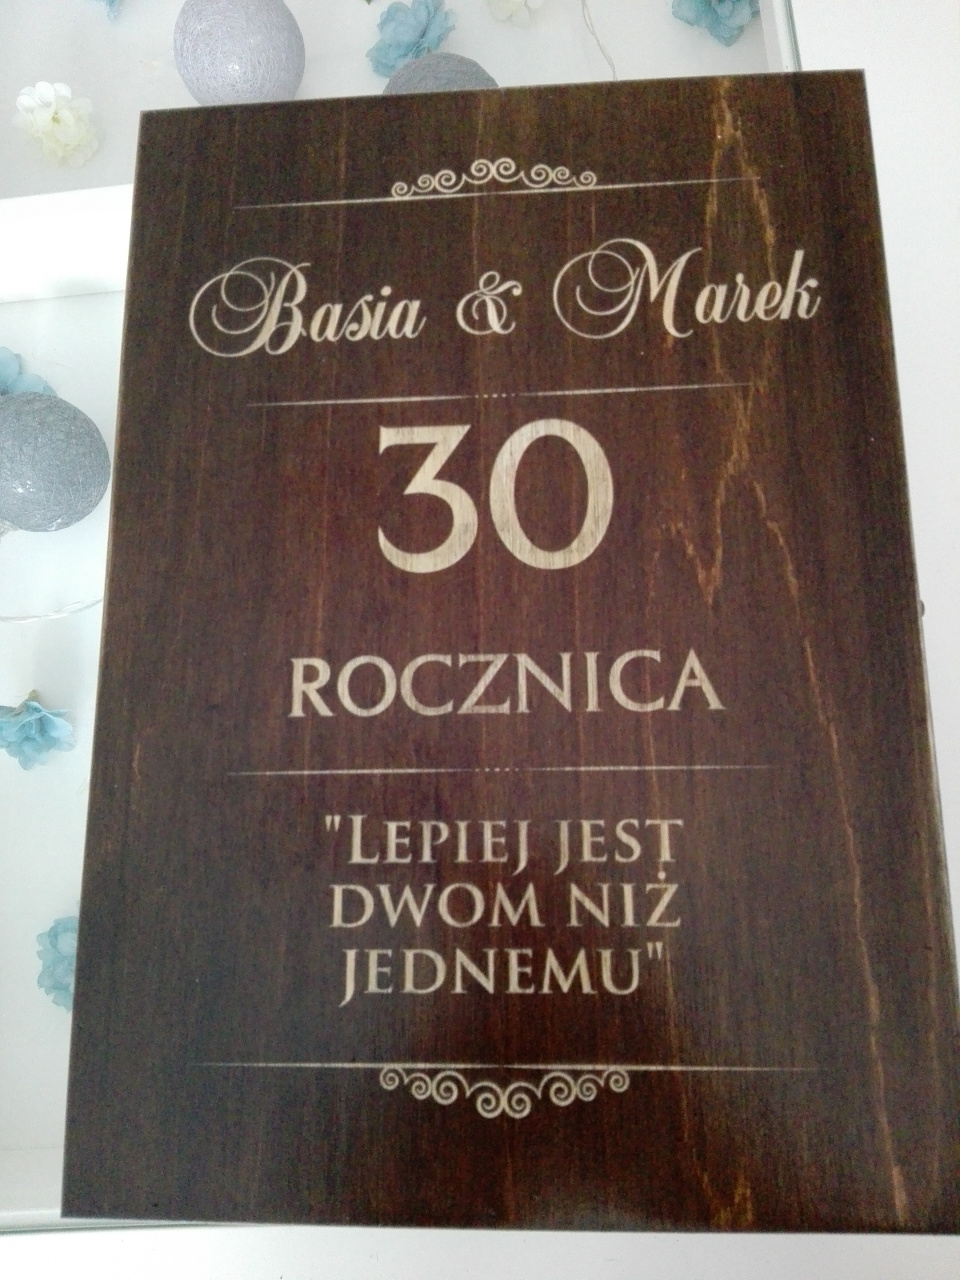 Basia & Marek
30
ROCZNICA
"LEPIEJ JEST
DWOM NIŻ
JEDNEMU"